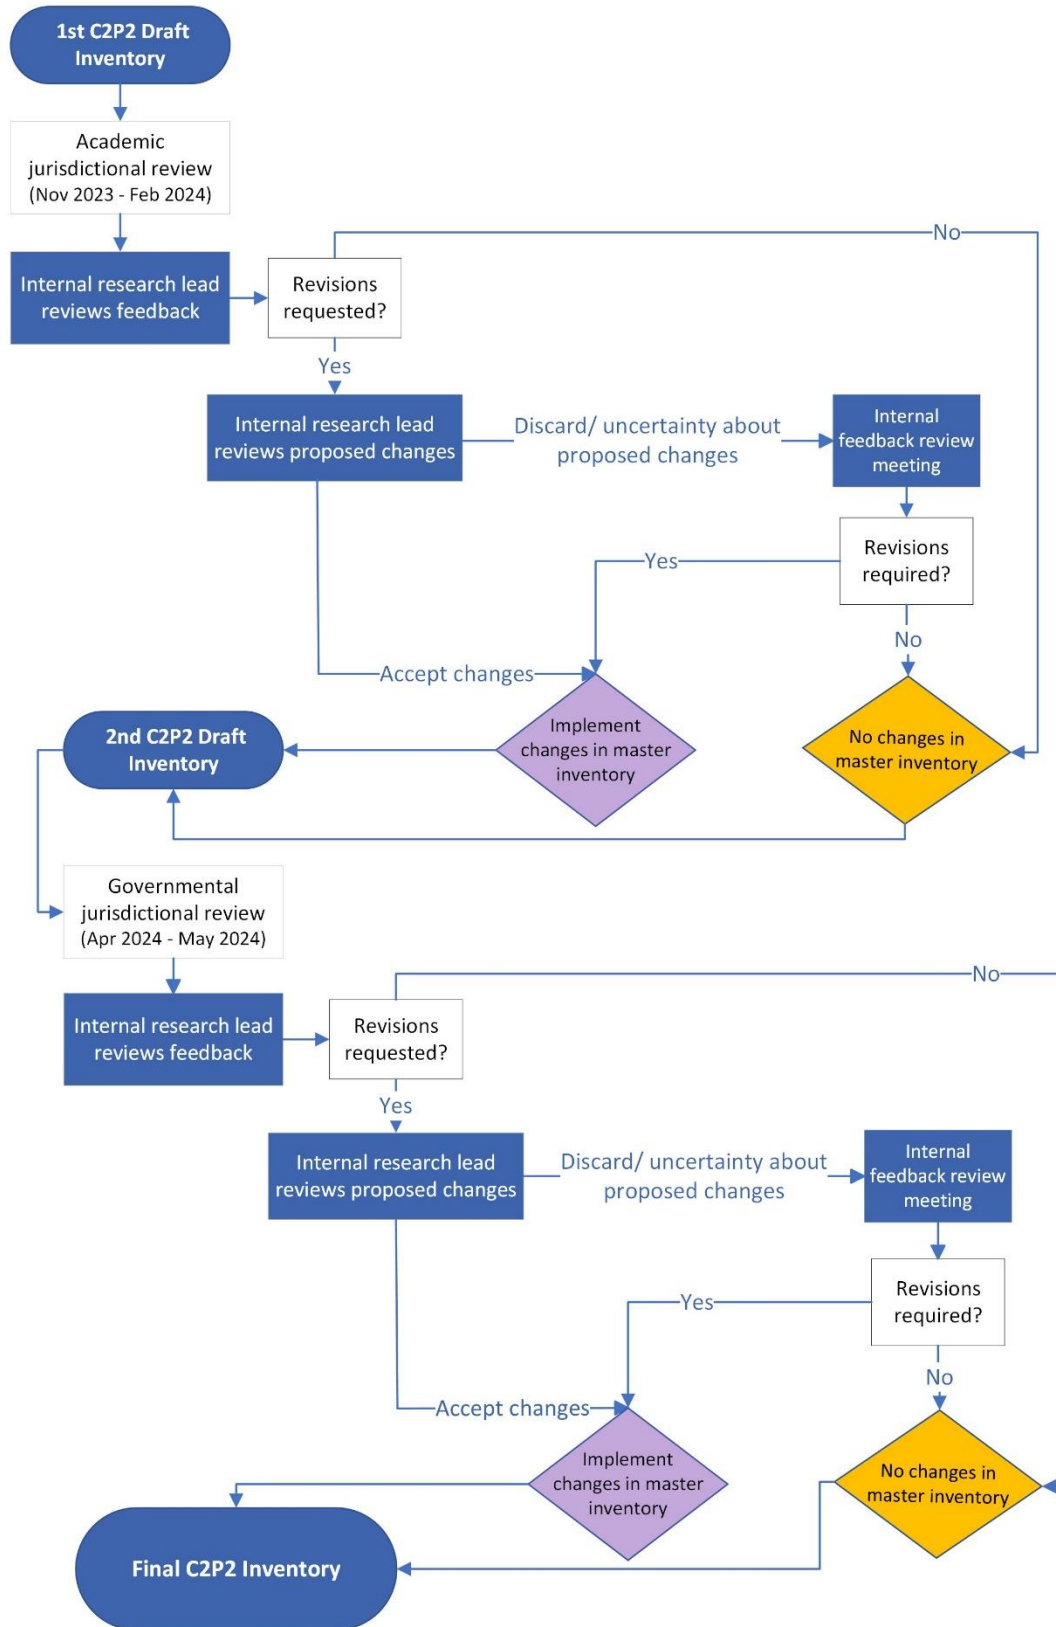 1st C2P2 Draft
Inventory
Academic
jurisdictional review
(Nov 2023 - Feb 2024)
No
Internal research lead
reviews feedback
Revisions
requested?
Yes
Internal research lead
reviews proposed changes
Discard/ uncertainty about
proposed changes
Internal
feedback review
meeting
Yes
Revisions
required?
No
Accept changes
Implement
changes in master
inventory
No changes in
master inventory
2nd C2P2 Draft
Inventory
Governmental
jurisdictional review
(Apr 2024 - May 2024)
No
Internal research lead
reviews feedback
Revisions
requested?
Yes
Internal research lead
reviews proposed changes
Discard/ uncertainty about
proposed changes
Internal
feedback review
meeting
Yes
Revisions
required?
No
Accept changes
Implement
changes in master
inventory
No changes in
master inventory
Final C2P2 Inventory